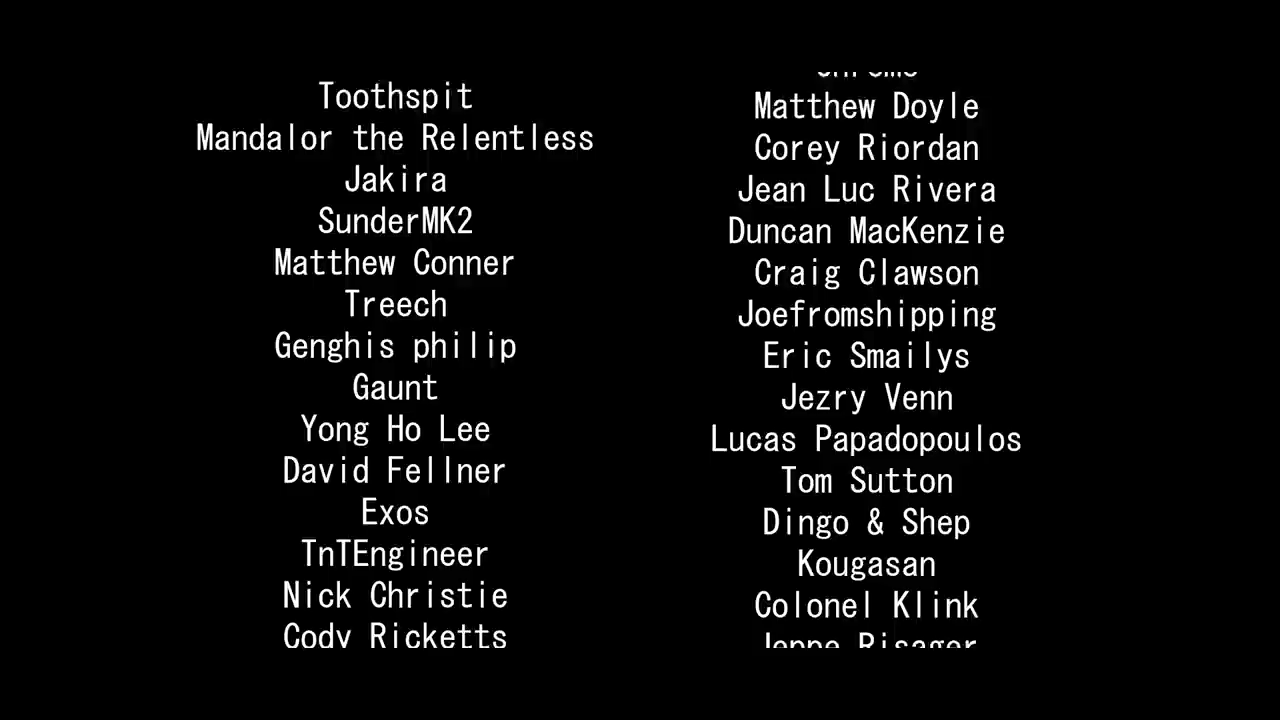 Toothspit
Mandalor the Relentless
Jakira
SunderMK2
Matthew Conner
Treech
Genghis philip
Gaunt
Yong Ho Lee
David Fellner
Exos
TnTEngineer
Nick Christie
Cody Ricketts
Matthew Doyle
Corey Riordan
Jean Luc Rivera
Duncan MacKenzie
Craig Clawson
Joefromshipping
Eric Smailys
Jezry Venn
Lucas Papadopoulos
Tom Sutton
Dingo & Shep
Kougasan
Colonel Klink
Jeppe Risager